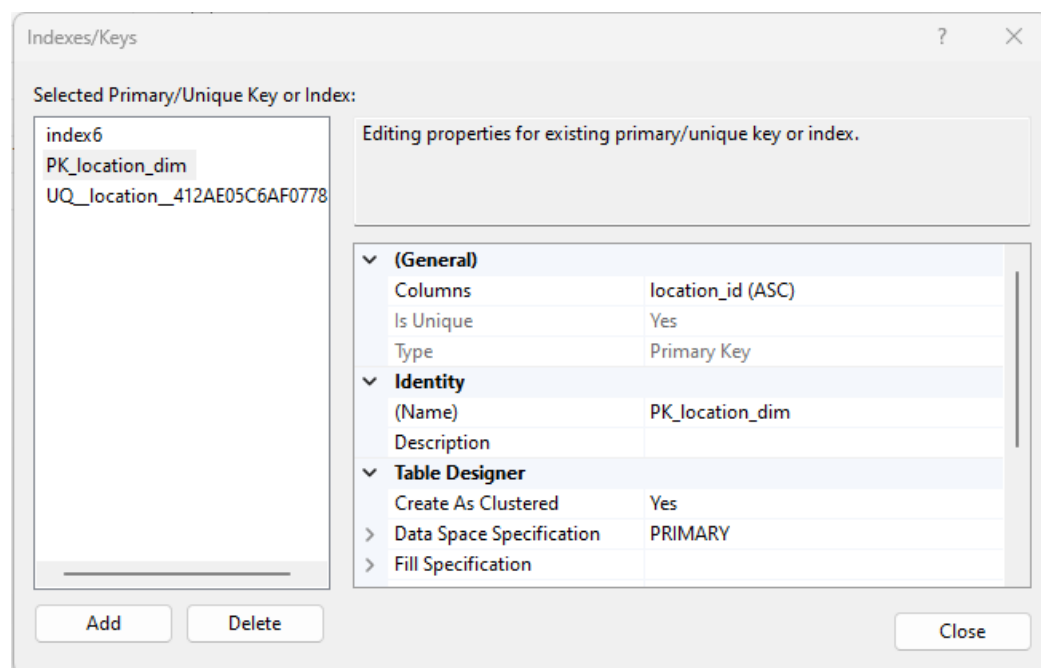 Indexes/Keys ?
Selected Primary/Unique Key or Index:
index6
PK_location_dim
UQ__location__412AE05C6AF0778
Editing properties for existing primary/unique key or index.
(General)
Columns location_id (ASC)
Is Unique Yes
Type Primary Key
Identity
(Name) PK_location_dim
Description
Table Designer
Create As Clustered Yes
Data Space Specification PRIMARY
Fill Specification
Add Delete
Close